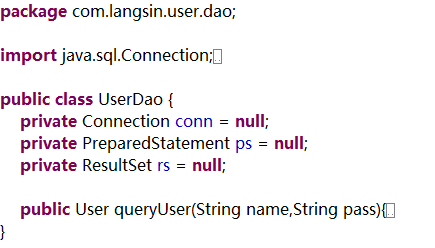 package com.langsin.user.dao;
import java.sql.Connection;
public class UserDao {
private Connection conn = null;
private PreparedStatement ps = null;
private ResultSet rs = null;
public User queryUser(String name,String pass){
}